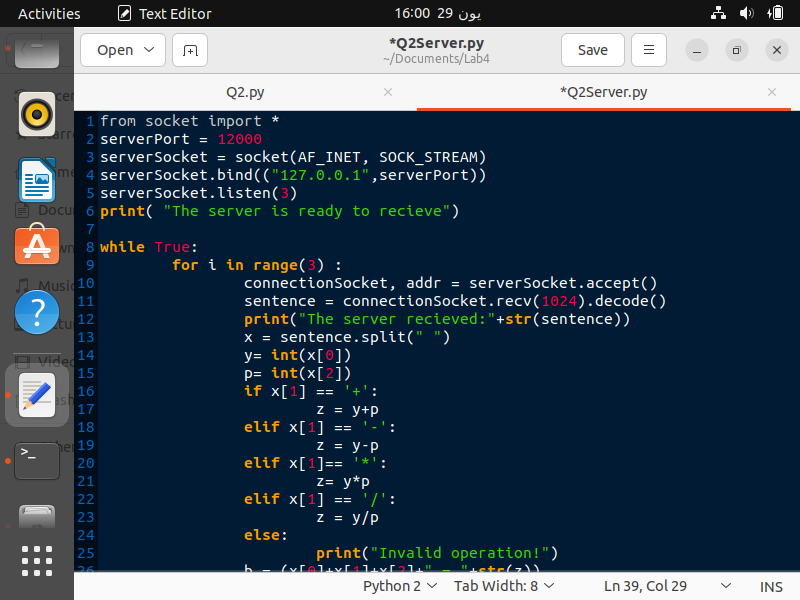 Activities
Text Editor
16:00 29 يون
Open
*Q2Server.py
~/Documents/Lab4
Save
Q2.py
*Q2Server.py
1 from socket import *
2 serverPort = 12000
3 serverSocket = socket(AF_INET, SOCK_STREAM)
4 serverSocket.bind(("127.0.0.1",serverPort))
5 serverSocket.listen(3)
6 print( "The server is ready to recieve")
7
8 while True:
9 for i in range(3) :
10 connectionSocket, addr = serverSocket.accept()
11 sentence = connectionSocket.recv(1024).decode()
12 print("The server recieved:"+str(sentence))
13 x = sentence.split(" ")
14 y= int(x[0])
15 p= int(x[2])
16 if x[1] == '+':
17 z = y+p
18 elif x[1] == '-':
19 z = y-p
20 elif x[1]== '*':
21 z= y*p
22 elif x[1] == '/':
23 z = y/p
24 else:
25 print("Invalid operation!")
26 b = (x[0]+x[1]+x[2]+" = "+str(z))
Python 2
Tab Width: 8
Ln 39, Col 29
INS